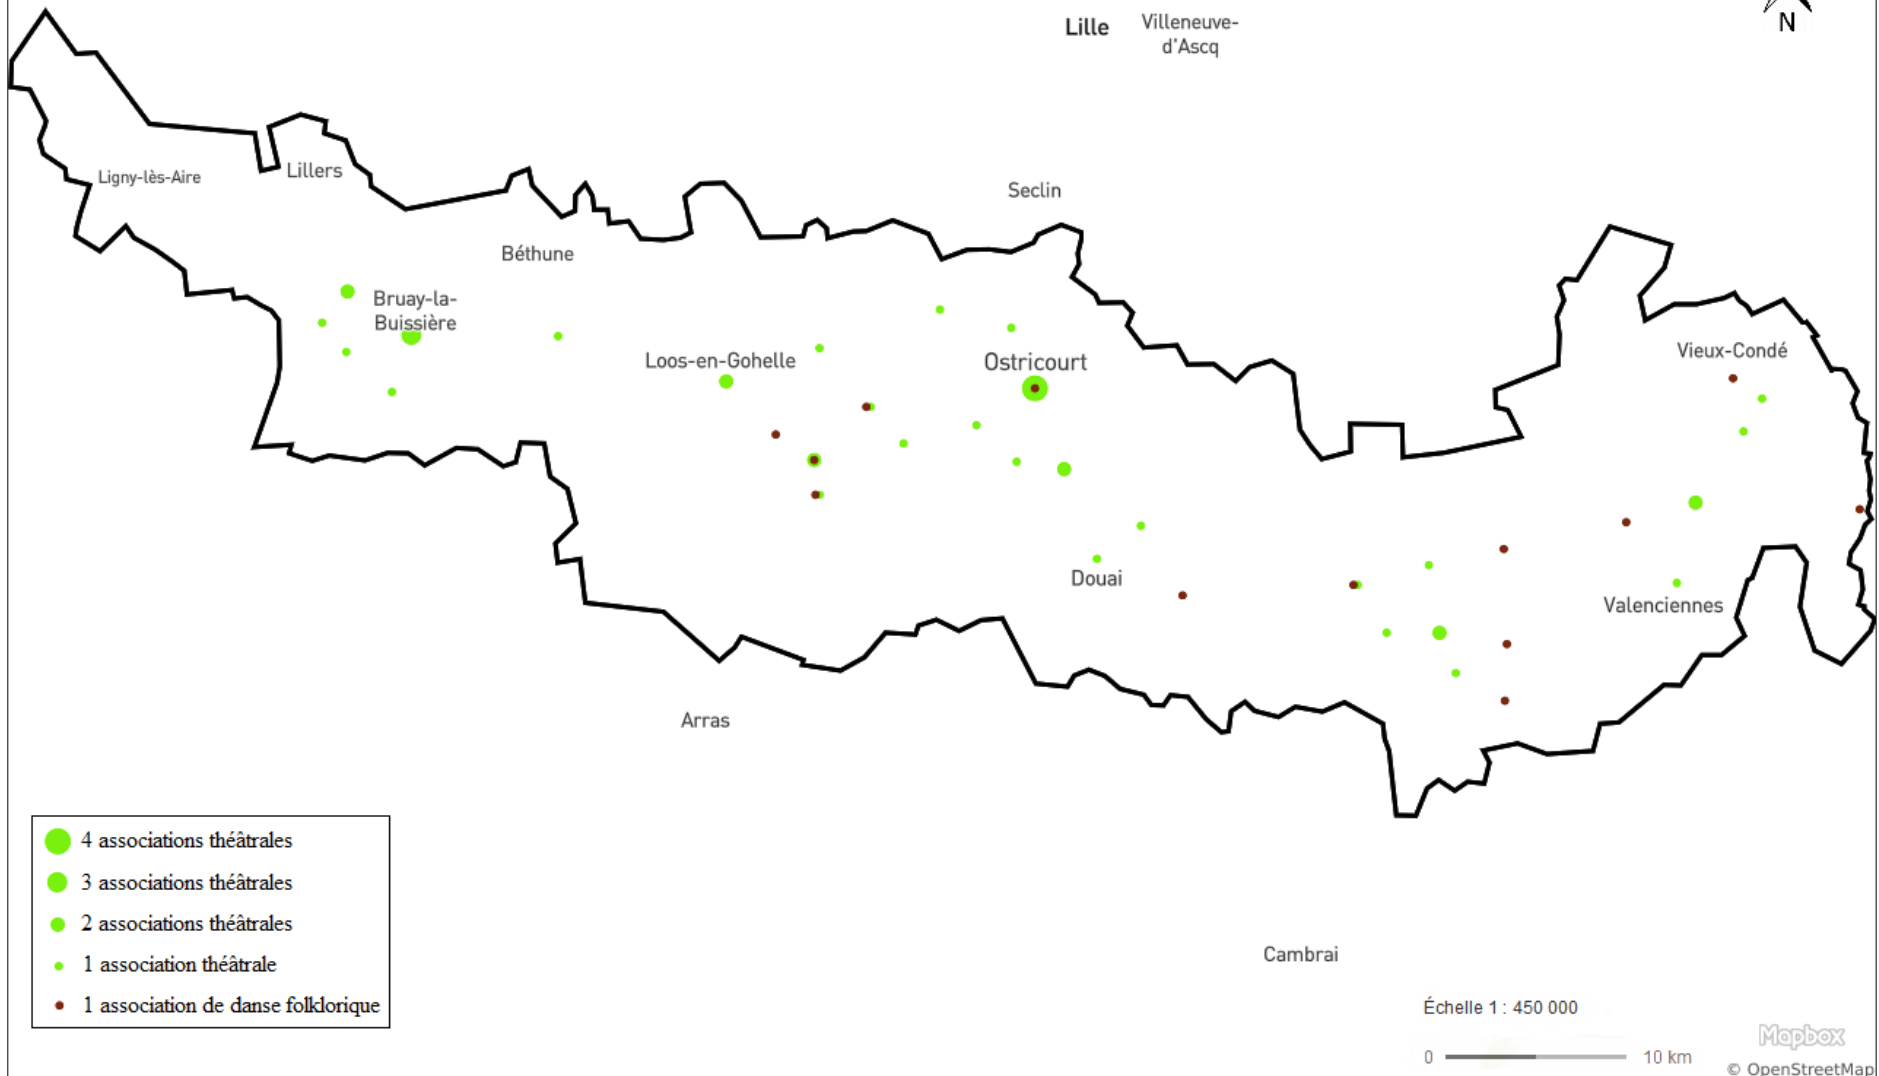 Lille
Villeneuve-
d'Ascq
N
Ligny-lès-Aire
Lillers
Seclin
Béthune
Bruay-la-
Buissière
Loos-en-Gohelle
Ostricourt
Vieux-Condé
Douai
Valenciennes
Arras
4 associations théâtrales
3 associations théâtrales
2 associations théâtrales
1 association théâtrale
1 association de danse folklorique
Cambrai
Échelle 1 : 450 000
0
10 km
Mapbox
© OpenStreetMap